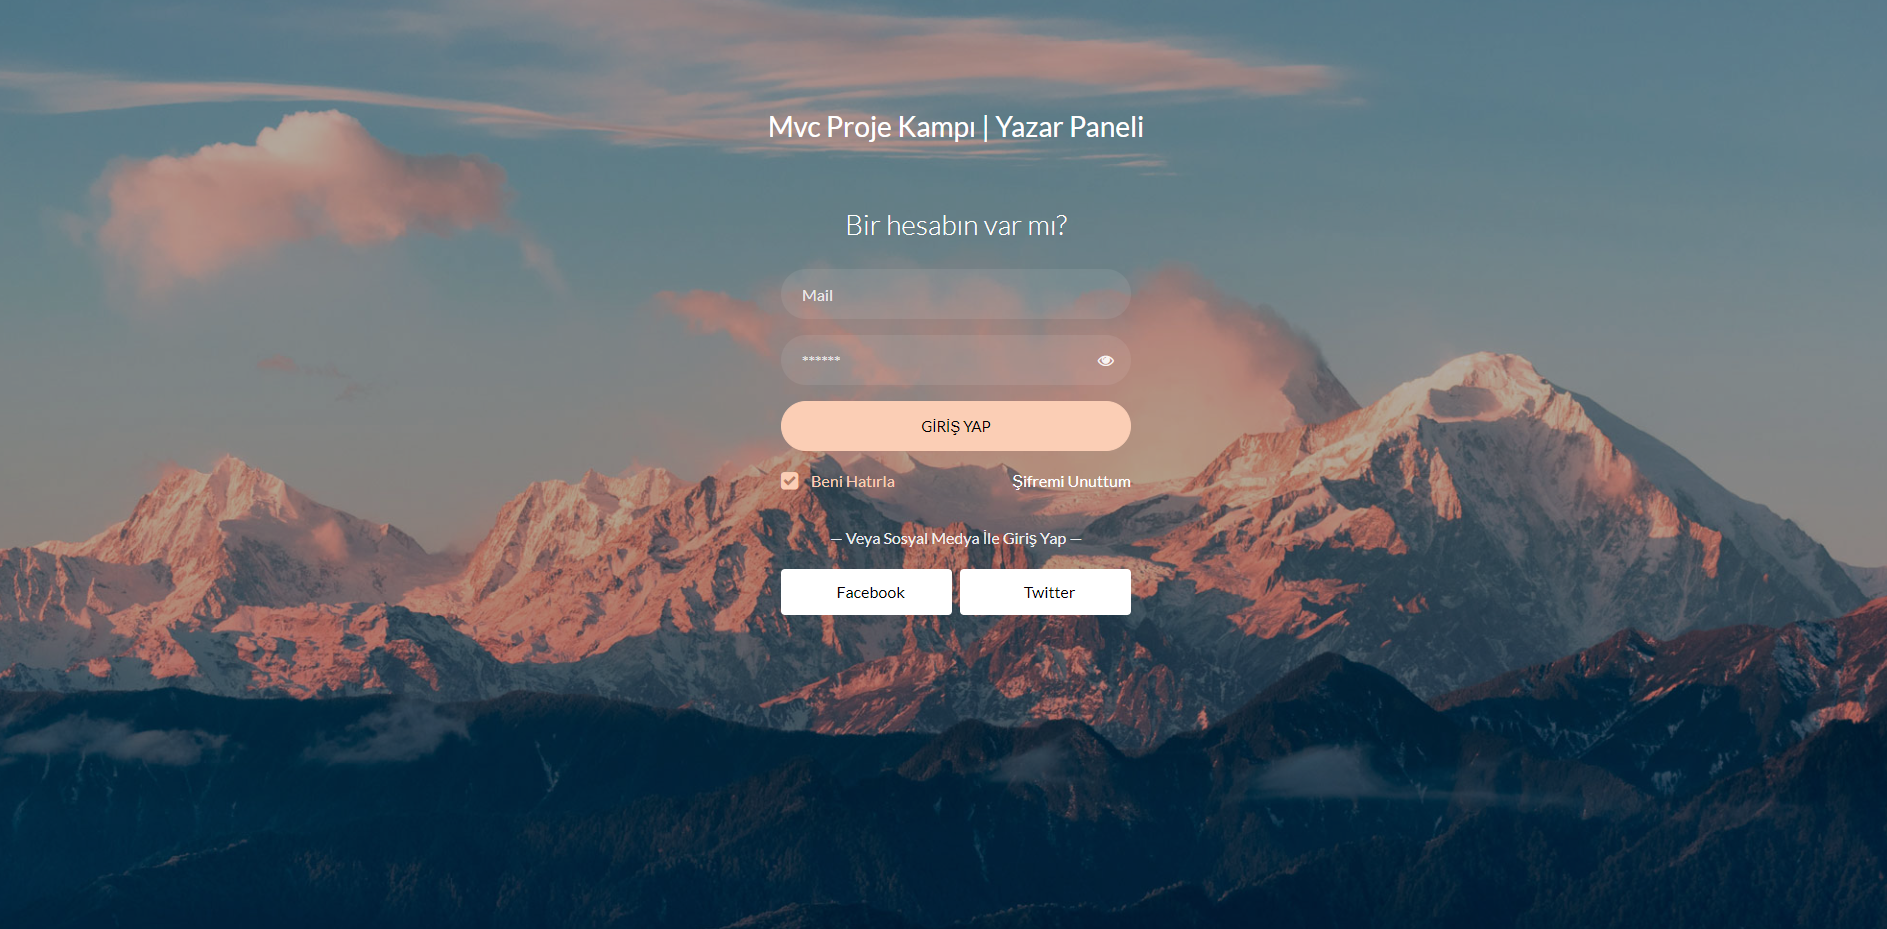 Mvc Proje Kampı | Yazar Paneli
Bir hesabın var mı?
Mail
******
GİRİŞ YAP
Beni Hatırla
Şifremi Unuttum
— Veya Sosyal Medya İle Giriş Yap —
Facebook
Twitter